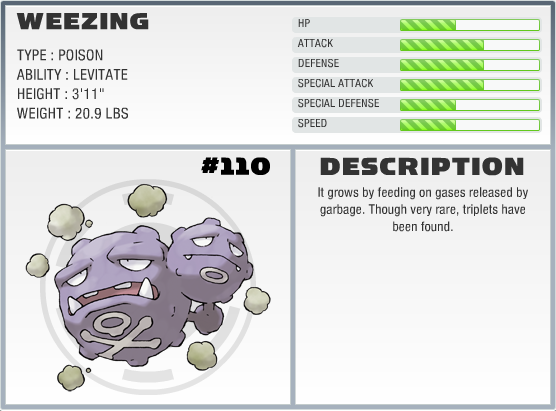 WEEZING
TYPE : POISON
ABILITY : LEVITATE
HEIGHT : 3'11"
WEIGHT : 20.9 LBS
HP
ATTACK
DEFENSE
SPECIAL ATTACK
SPECIAL DEFENSE
SPEED
#110
DESCRIPTION
It grows by feeding on gases released by
garbage. Though very rare, triplets have
been found.